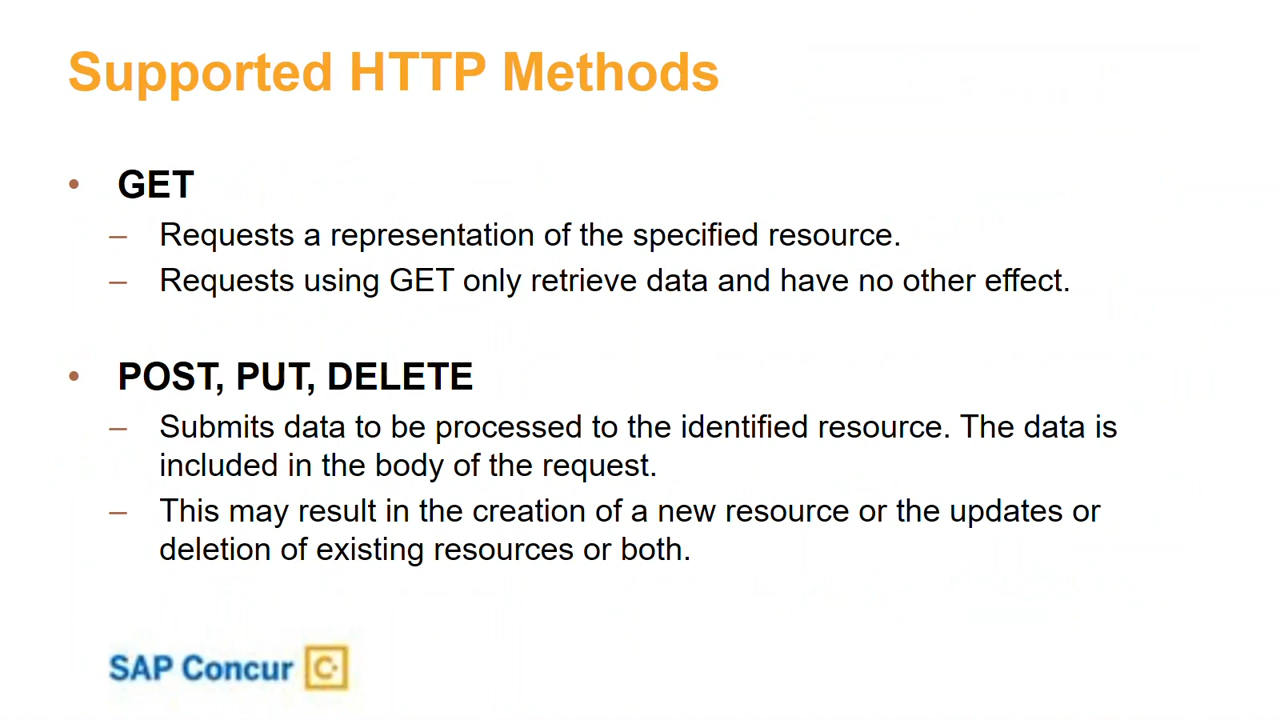 Supported HTTP Methods
• GET
– Requests a representation of the specified resource.
– Requests using GET only retrieve data and have no other effect.
• POST, PUT, DELETE
– Submits data to be processed to the identified resource. The data is
included in the body of the request.
– This may result in the creation of a new resource or the updates or
deletion of existing resources or both.
SAP Concur C